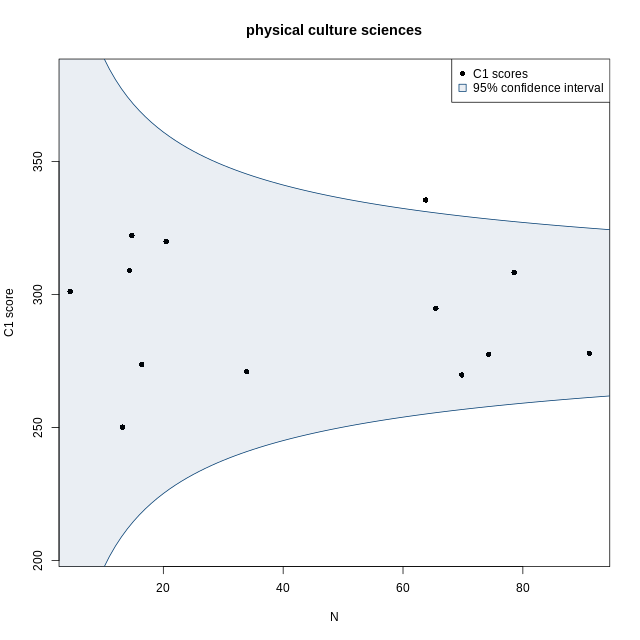 physical culture sciences
C1 scores
95% confidence interval
C1 score
350
300
250
200
20 40 60 80
N